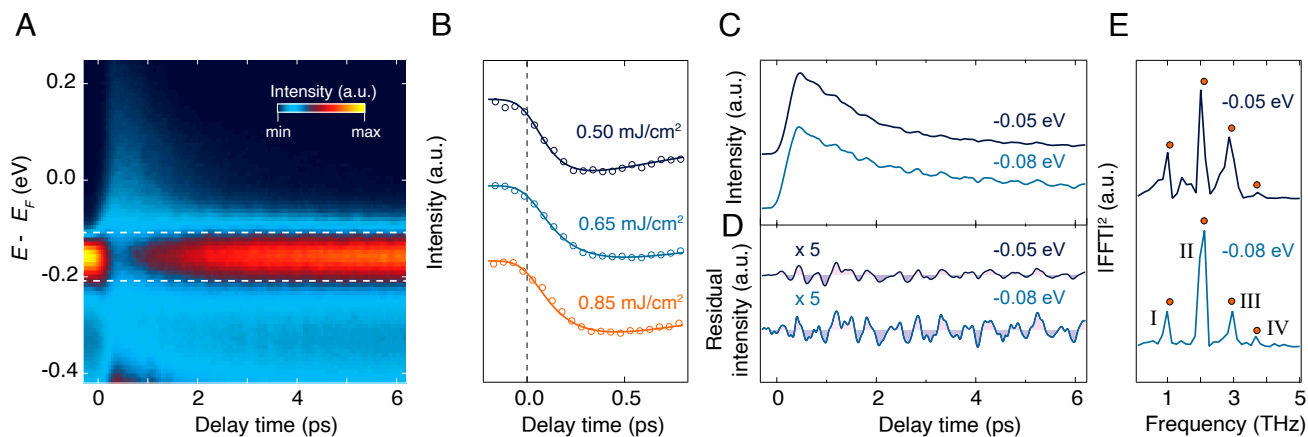 A
0.2
0.0
-0.2
-0.4
E - E_F (eV)
Intensity (a.u.)
min
max
0
2
4
6
Delay time (ps)
B
Intensity (a.u.)
0.50 mJ/cm²
0.65 mJ/cm²
0.85 mJ/cm²
0.0
0.5
Delay time (ps)
C
Intensity (a.u.)
-0.05 eV
-0.08 eV
D
Residual
intensity (a.u.)
x 5
-0.05 eV
x 5
-0.08 eV
0
2
4
6
Delay time (ps)
E
IFFTI² (a.u.)
-0.05 eV
-0.08 eV
I
II
III
IV
1
3
5
Frequency (THz)